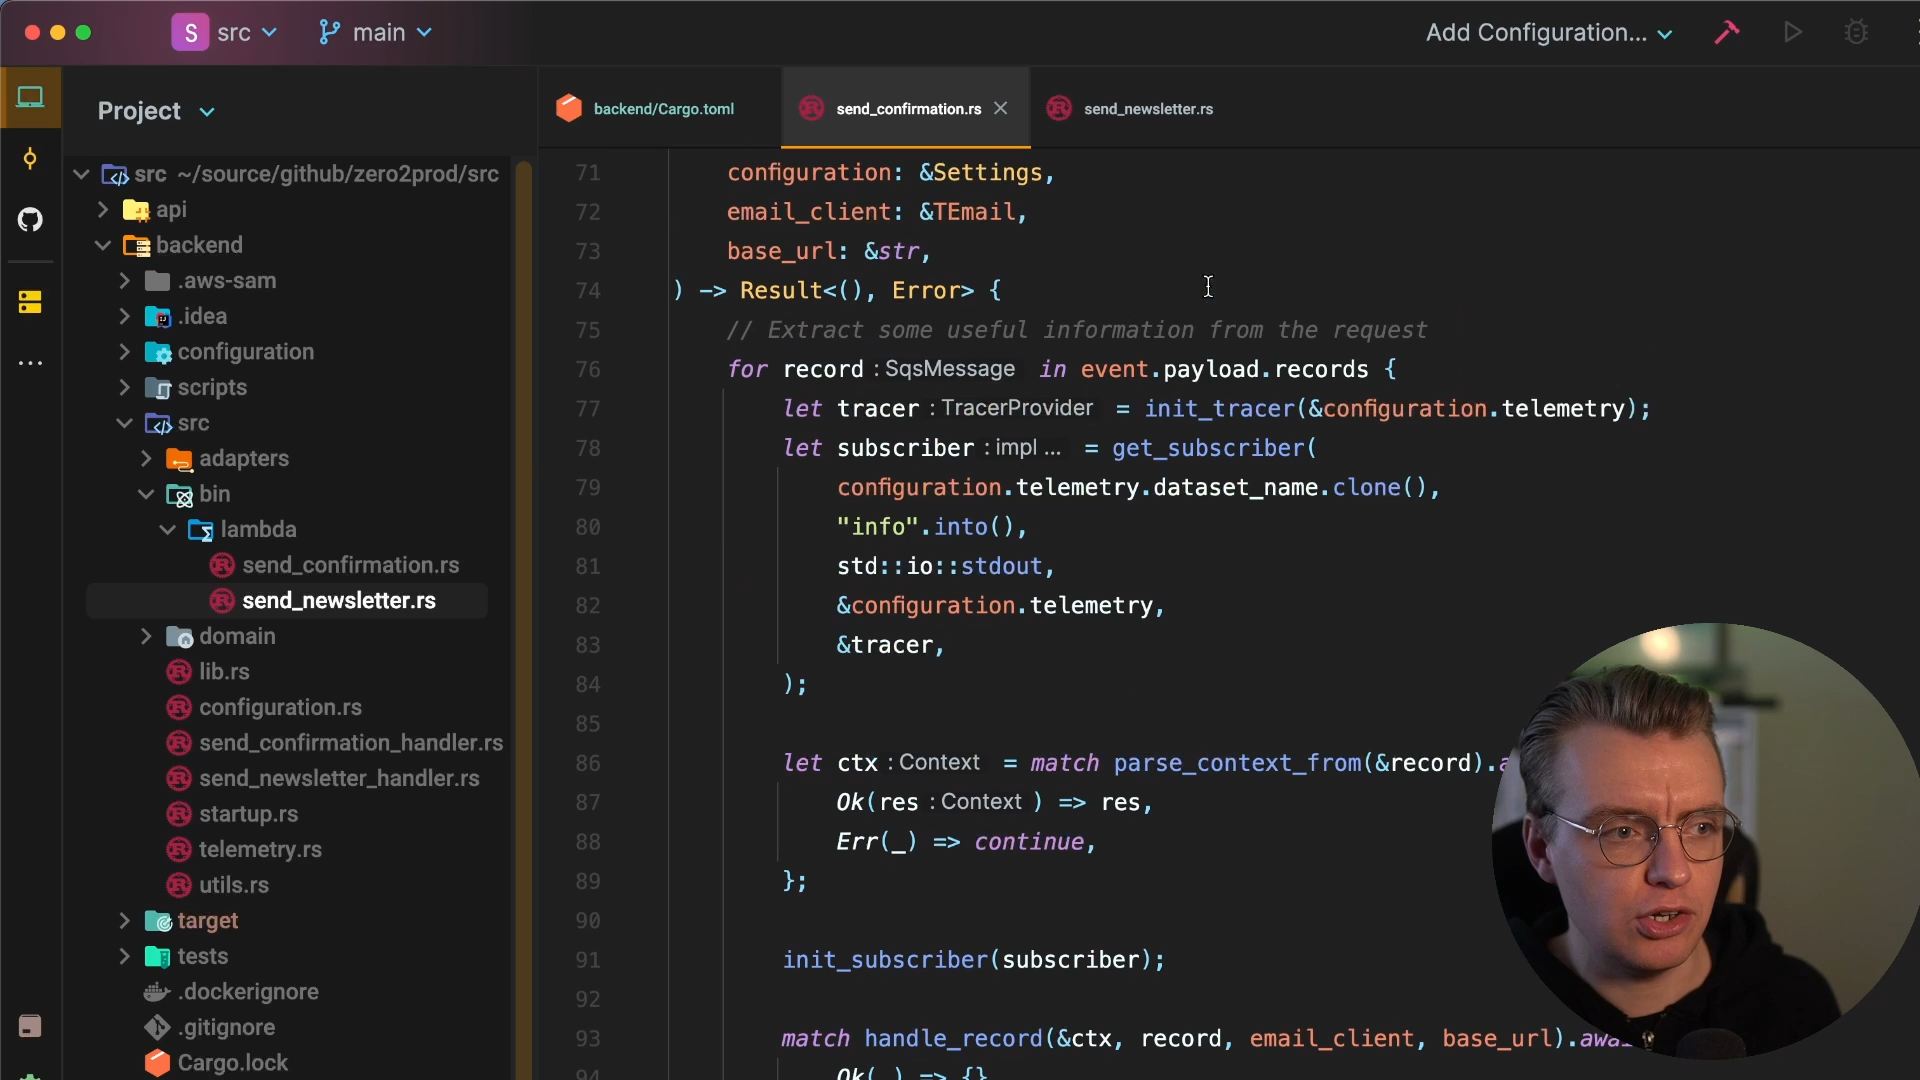 S src main Add Configuration...
Project
backend/Cargo.toml send_confirmation.rs send_newsletter.rs
src ~/source/github/zero2prod/src
api
backend
.aws-sam
.idea
configuration
scripts
src
adapters
bin
lambda
send_confirmation.rs
send_newsletter.rs
domain
lib.rs
configuration.rs
send_confirmation_handler.rs
send_newsletter_handler.rs
startup.rs
telemetry.rs
utils.rs
target
tests
.dockerignore
.gitignore
Cargo.lock
71 configuration: &Settings,
72 email_client: &TEmail,
73 base_url: &str,
74 ) -> Result<(), Error> {
75 // Extract some useful information from the request
76 for record : SqsMessage in event.payload.records {
77 let tracer : TracerProvider = init_tracer(&configuration.telemetry);
78 let subscriber : impl ... = get_subscriber(
79 configuration.telemetry.dataset_name.clone(),
80 "info".into(),
81 std::io::stdout,
82 &configuration.telemetry,
83 &tracer,
84 );
85
86 let ctx : Context = match parse_context_from(&record).
87 Ok(res : Context ) => res,
88 Err(_) => continue,
89 };
90
91 init_subscriber(subscriber);
92
93 match handle_record(&ctx, record, email_client, base_url).
94 Ok(_) => {}